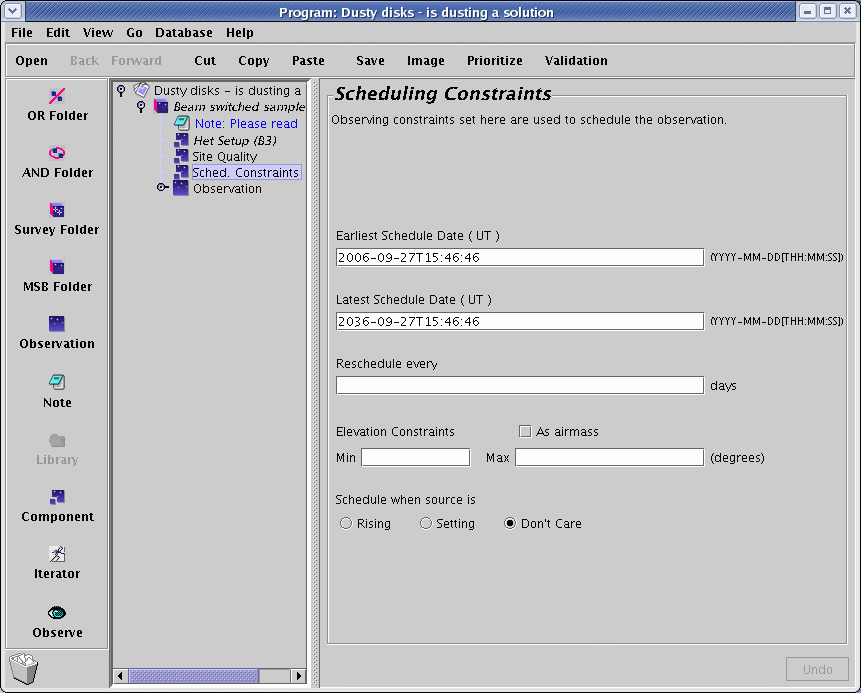 Program: Dusty disks - is dusting a solution
File Edit View Go Database Help
Open Back Forward Cut Copy Paste Save Image Prioritize Validation
OR Folder
AND Folder
Survey Folder
MSB Folder
Observation
Note
Library
Component
Iterator
Observe
Dusty disks - is dusting a
Beam switched sample
Note: Please read
Het Setup (B3)
Site Quality
Sched. Constraints
Observation
Scheduling Constraints
Observing constraints set here are used to schedule the observation.
Earliest Schedule Date ( UT )
2006-09-27T15:46:46 (YYYY-MM-DD[THH:MM:SS])
Latest Schedule Date ( UT )
2036-09-27T15:46:46 (YYYY-MM-DD[THH:MM:SS])
Reschedule every
days
Elevation Constraints As airmass
Min Max (degrees)
Schedule when source is
Rising Setting Don't Care
Undo